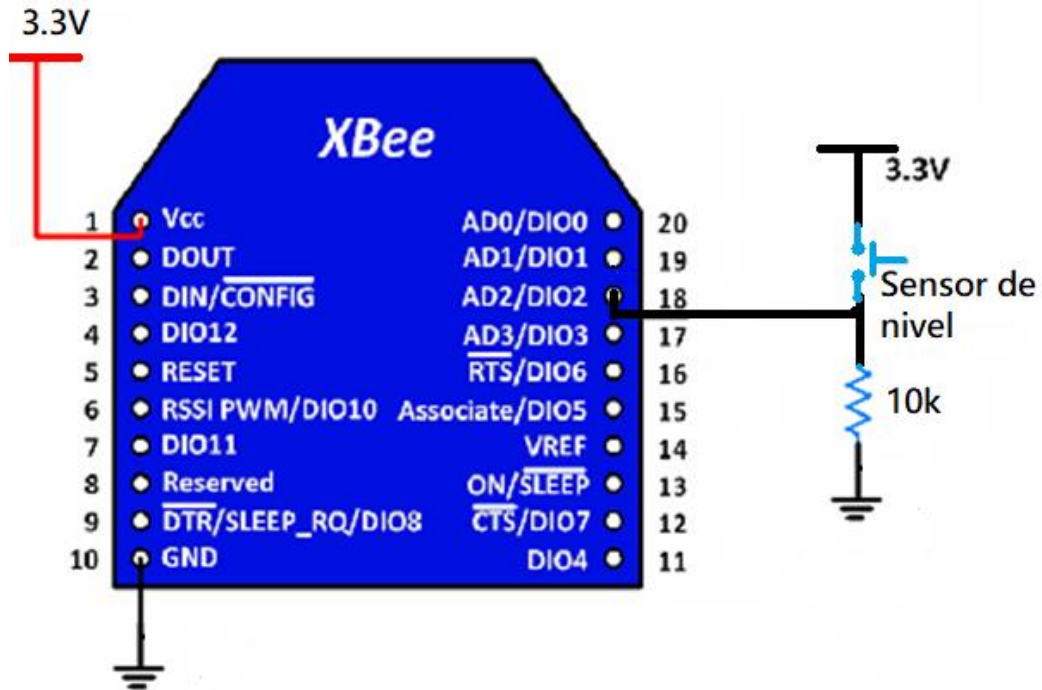 3.3V
XBee
1 Vcc
2 DOUT
3 DIN/CONFIG
4 DIO12
5 RESET
6 RSSI PWM/DIO10
7 DIO11
8 Reserved
9 DTR/SLEEP_RQ/DIO8
10 GND
AD0/DIO0 20
AD1/DIO1 19
AD2/DIO2 18
AD3/DIO3 17
RTS/DIO6 16
Associate/DIO5 15
VREF 14
ON/SLEEP 13
CTS/DIO7 12
DIO4 11
3.3V
Sensor de
nivel
10k